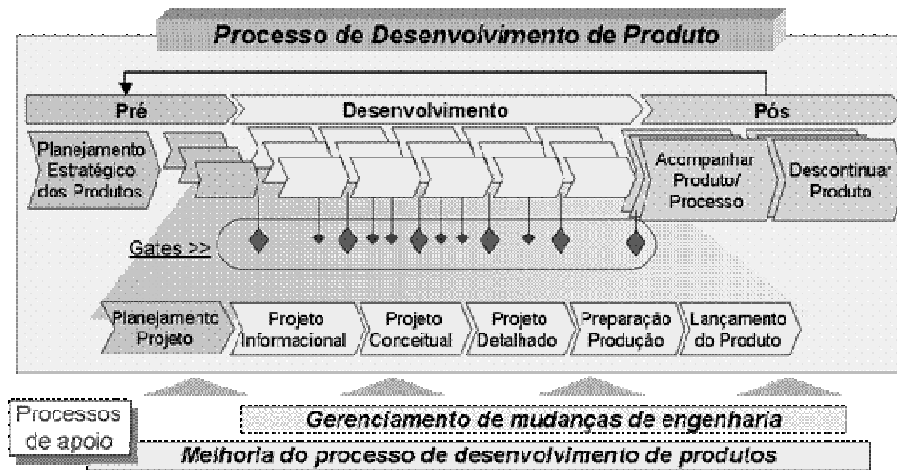 Processo de Desenvolvimento de Produto
Pré
Desenvolvimento
Pós
Planejamento
Estratégico
dos Produtos
Acompanhar
Produto/
Processo
Descontinuar
Produto
Gates >>
Planejamento
Projeto
Projeto
Informacional
Projeto
Conceitual
Projeto
Detalhado
Preparação
Produção
Lançamento
do Produto
Processos
de apoio
Gerenciamento de mudanças de engenharia
Melhoria do processo de desenvolvimento de produtos